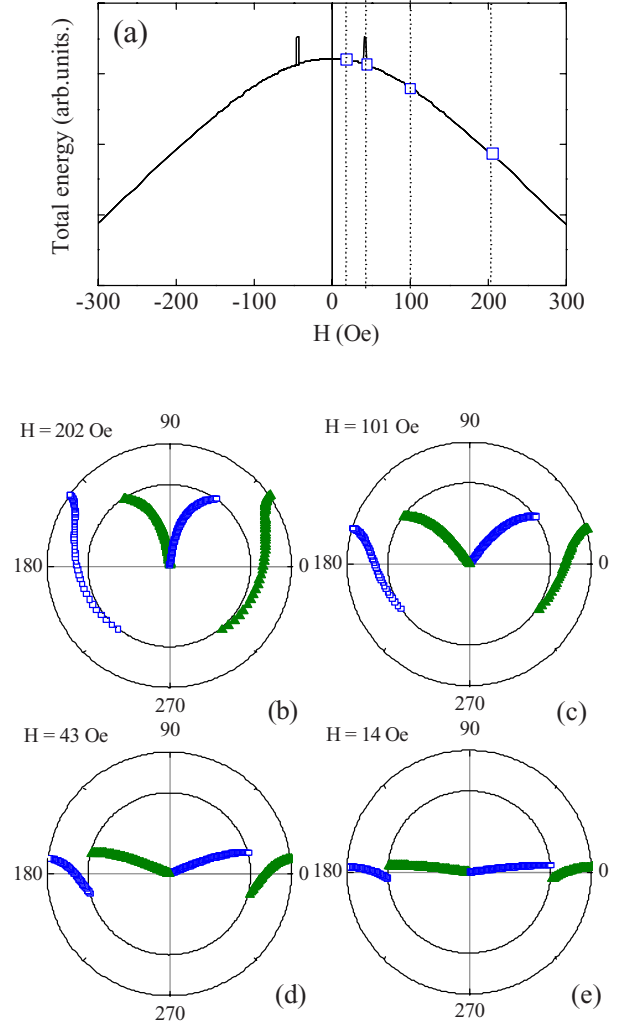 (a)
Total energy (arb.units.)
-300 -200 -100 0 100 200 300
H (Oe)
H = 202 Oe
90
180
0
270
(b)
H = 101 Oe
90
180
0
270
(c)
H = 43 Oe
90
180
0
270
(d)
H = 14 Oe
90
180
0
270
(e)